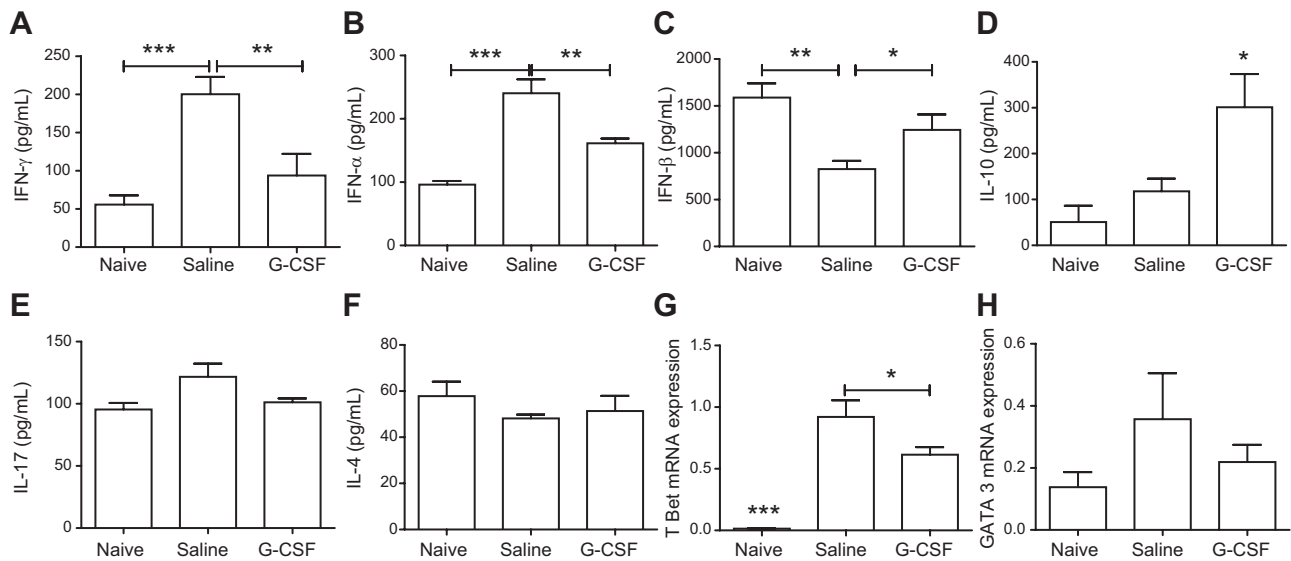 A
IFN-γ (pg/mL)
250
200
150
100
50
0
***
**
Naive Saline G-CSF
B
IFN-α (pg/mL)
300
200
100
0
***
**
Naive Saline G-CSF
C
IFN-β (pg/mL)
2000
1500
1000
500
0
**
*
Naive Saline G-CSF
D
IL-10 (pg/mL)
400
300
200
100
0
*
Naive Saline G-CSF
E
IL-17 (pg/mL)
150
100
50
0
Naive Saline G-CSF
F
IL-4 (pg/mL)
80
60
40
20
0
Naive Saline G-CSF
G
T Bet mRNA expression
1.5
1.0
0.5
0.0
***
*
Naive Saline G-CSF
H
GATA 3 mRNA expression
0.6
0.4
0.2
0.0
Naive Saline G-CSF